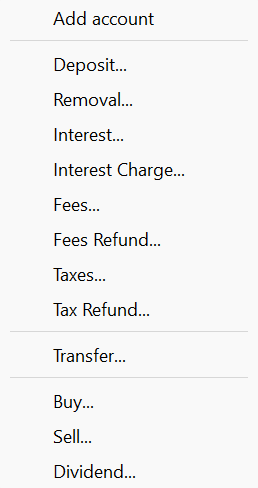 Add account
Deposit...
Removal...
Interest...
Interest Charge...
Fees...
Fees Refund...
Taxes...
Tax Refund...
Transfer...
Buy...
Sell...
Dividend...